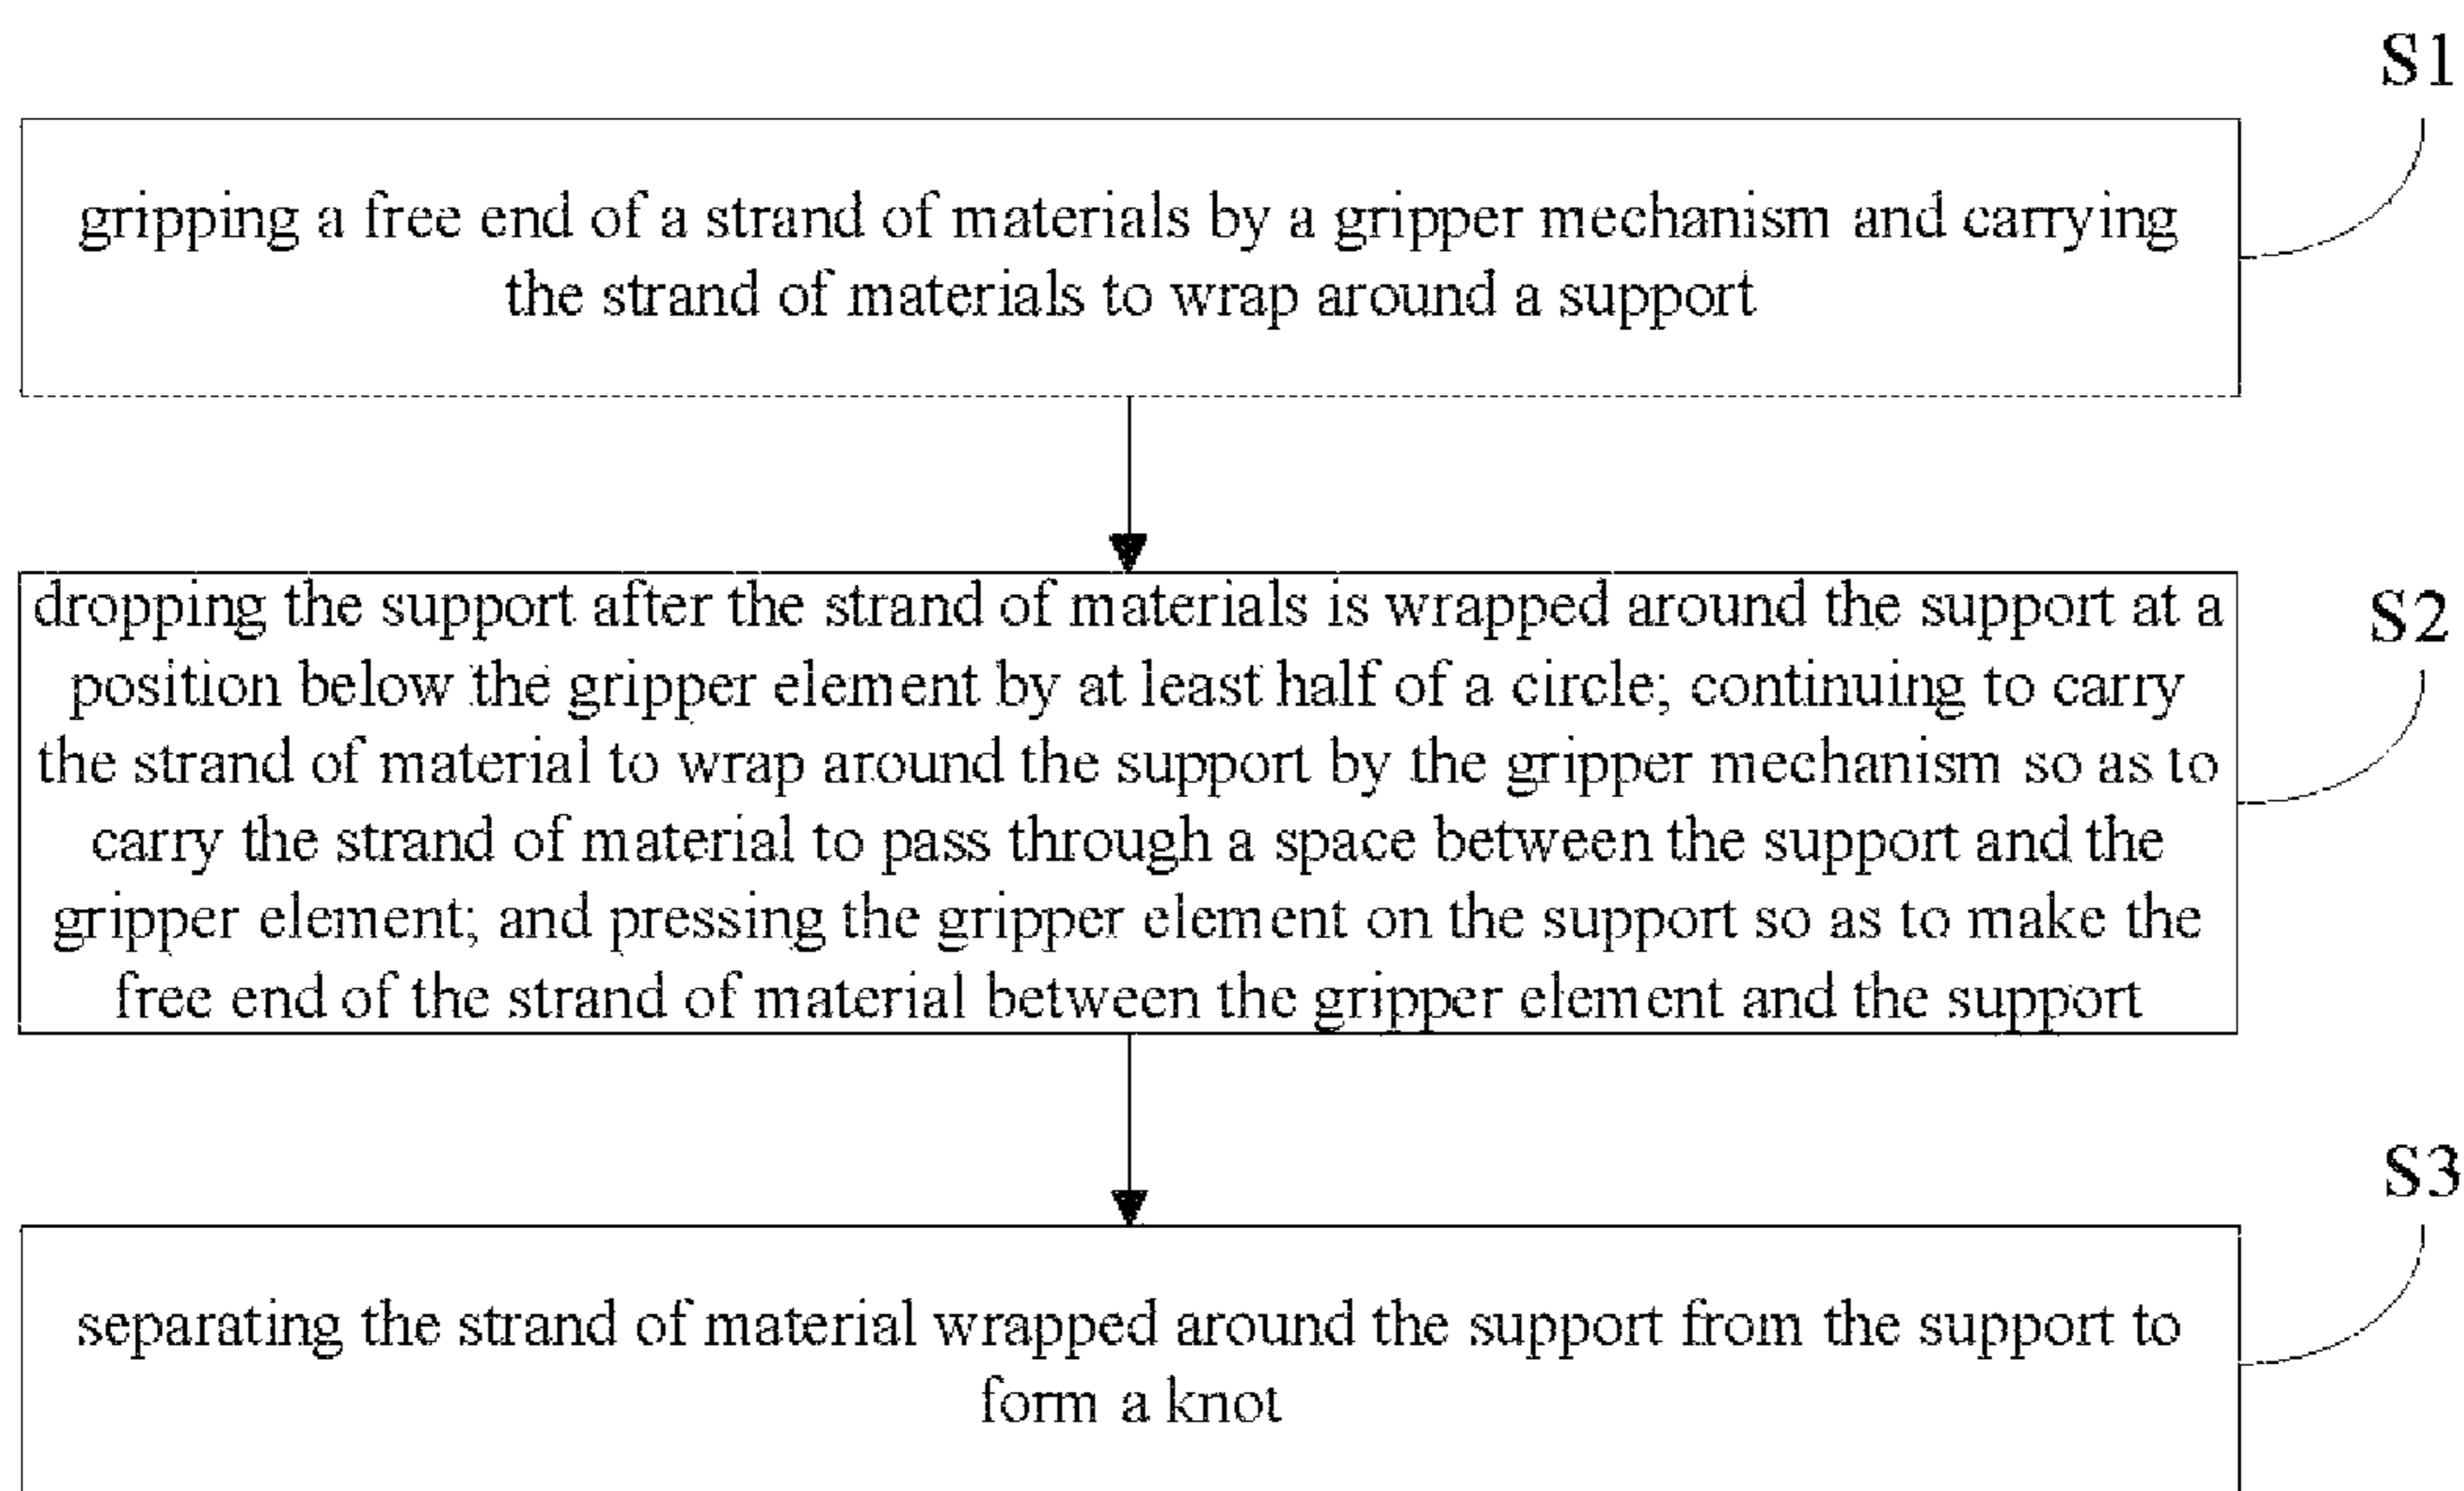 S1
gripping a free end of a strand of materials by a gripper mechanism and carrying
the strand of materials to wrap around a support
dropping the support after the strand of materials is wrapped around the support at a
position below the gripper element by at least half of a circle; continuing to carry
the strand of material to wrap around the support by the gripper mechanism so as to
carry the strand of material to pass through a space between the support and the
gripper element; and pressing the gripper element on the support so as to make the
free end of the strand of material between the gripper element and the support
S2
S3
separating the strand of material wrapped around the support from the support to
form a knot